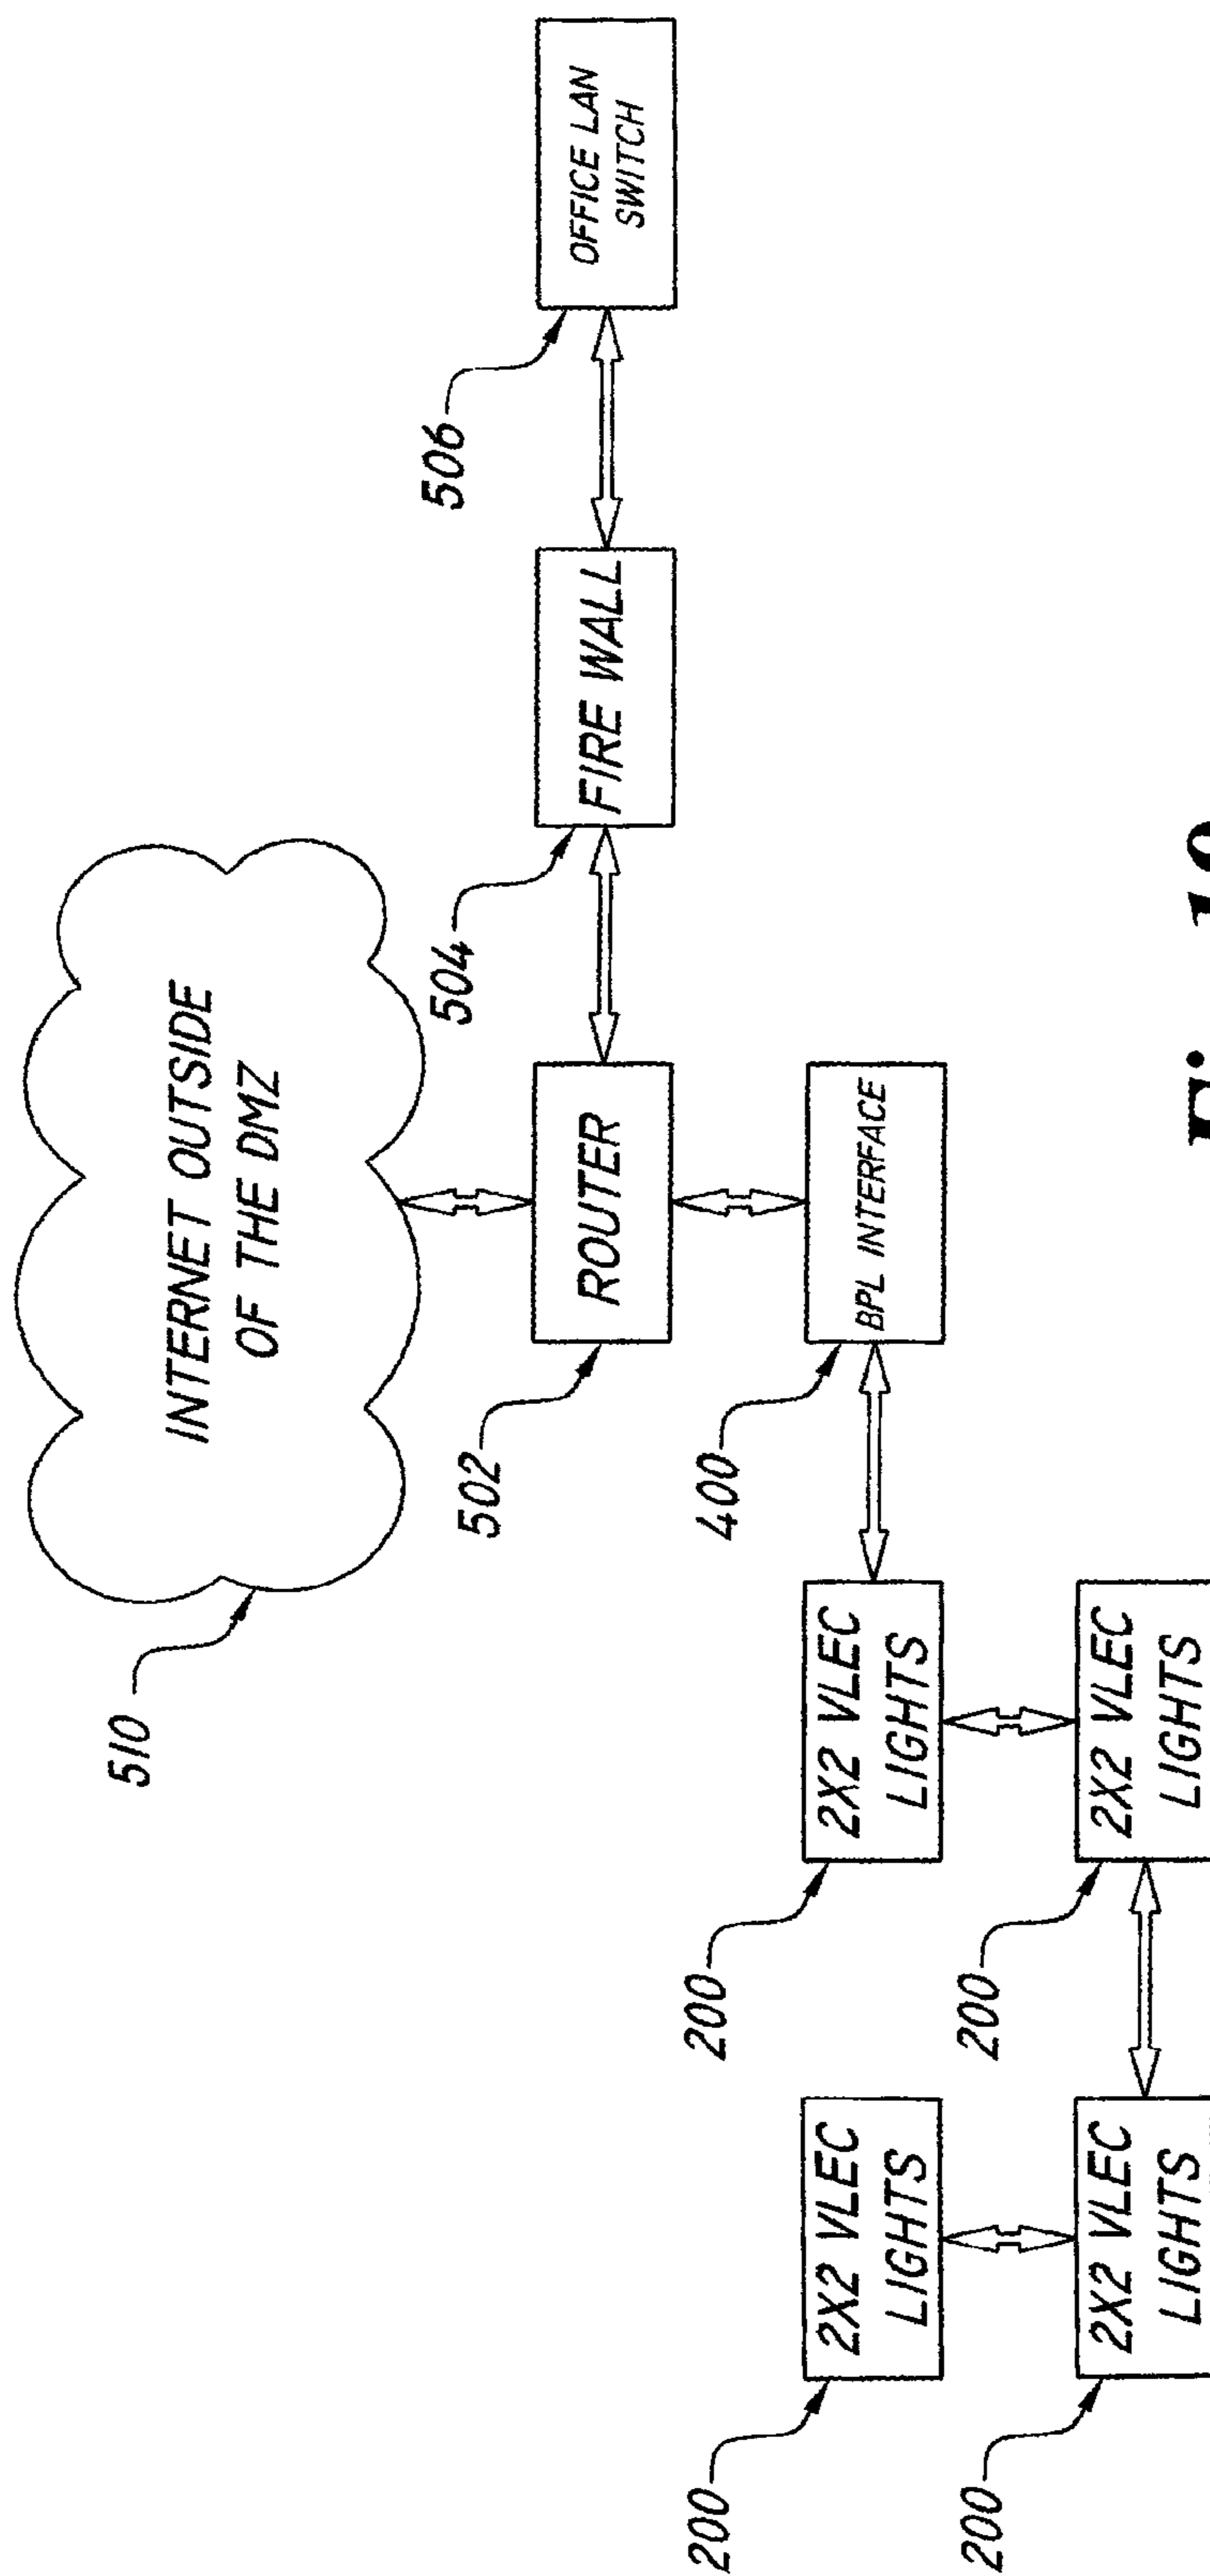 INTERNET OUTSIDE
OF THE DMZ
510
502
ROUTER
504
FIRE WALL
506
OFFICE LAN
SWITCH
400
BPL INTERFACE
200
2X2 VLEC
LIGHTS
200
2X2 VLEC
LIGHTS
200
2X2 VLEC
LIGHTS
200
2X2 VLEC
LIGHTS